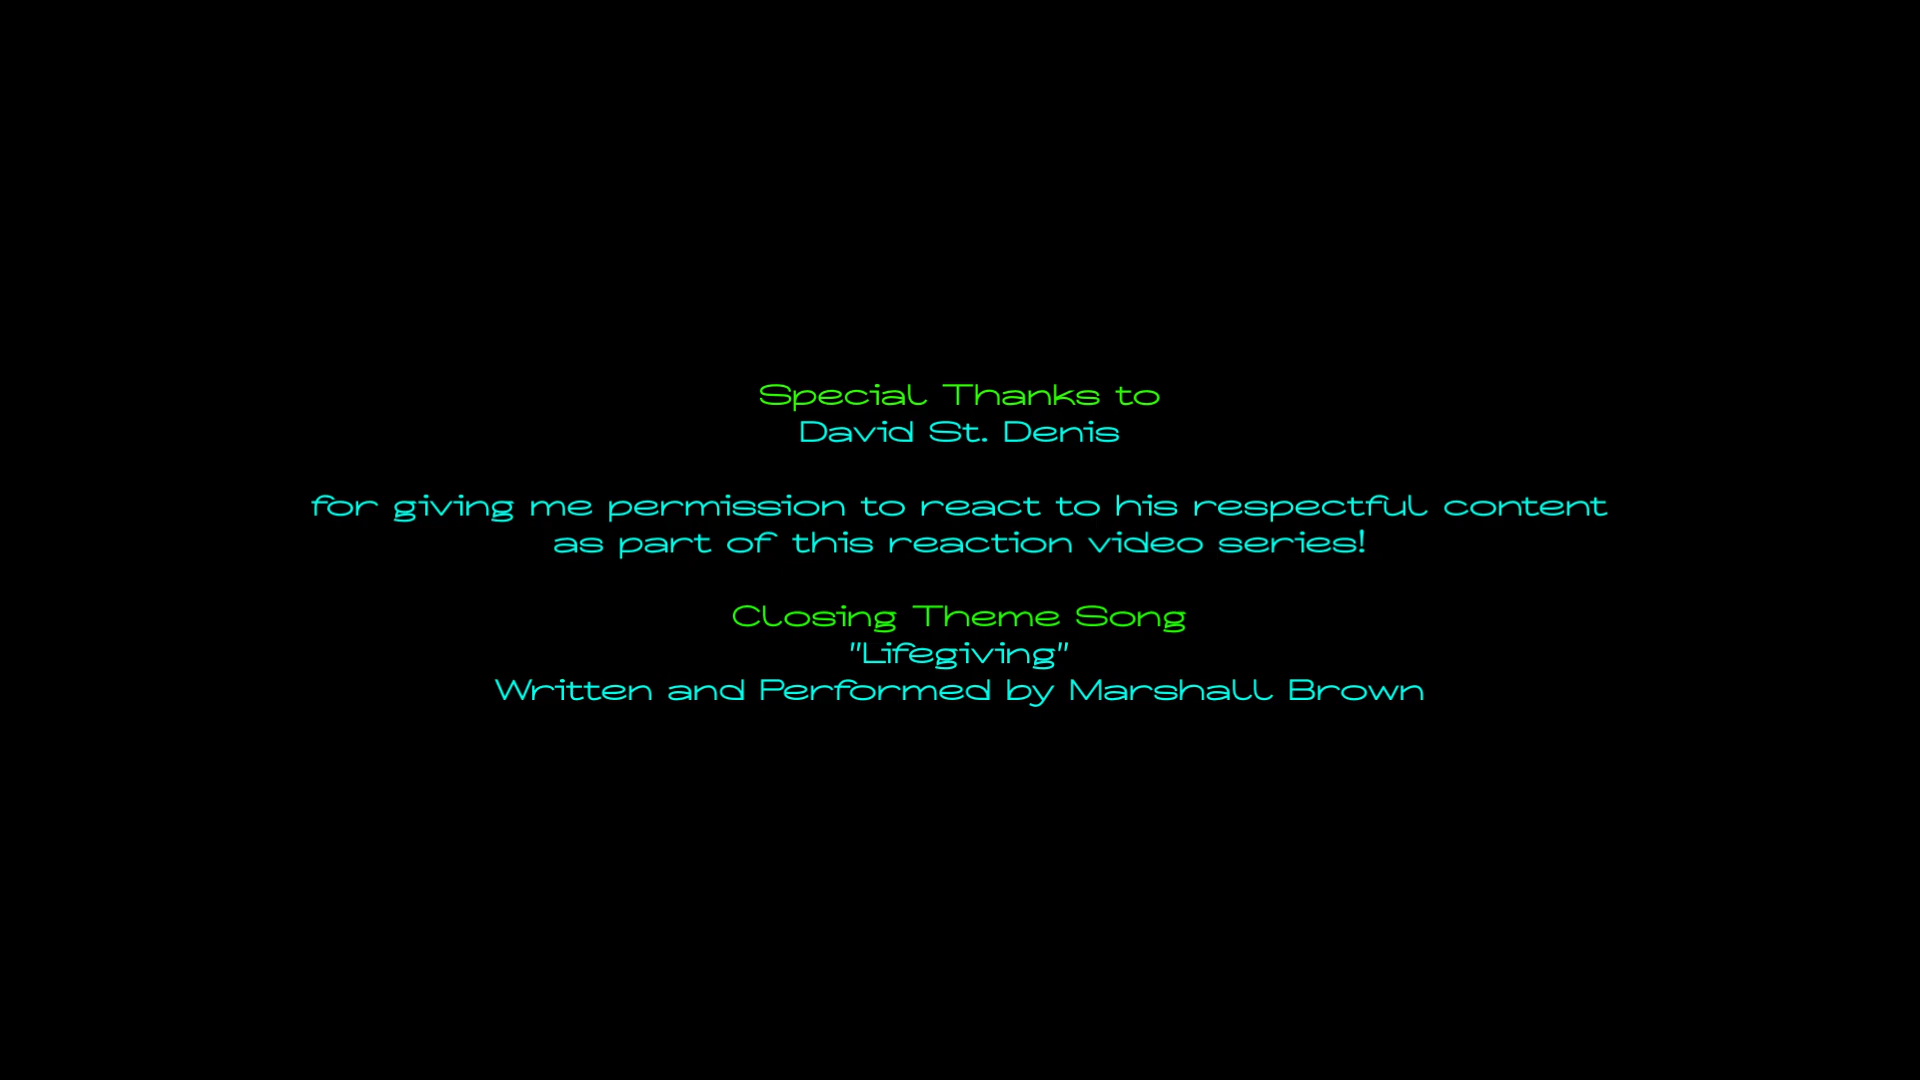 Special Thanks to
David St. Denis
for giving me permission to react to his respectful content
as part of this reaction video series!
Closing Theme Song
"Lifegiving"
Written and Performed by Marshall Brown